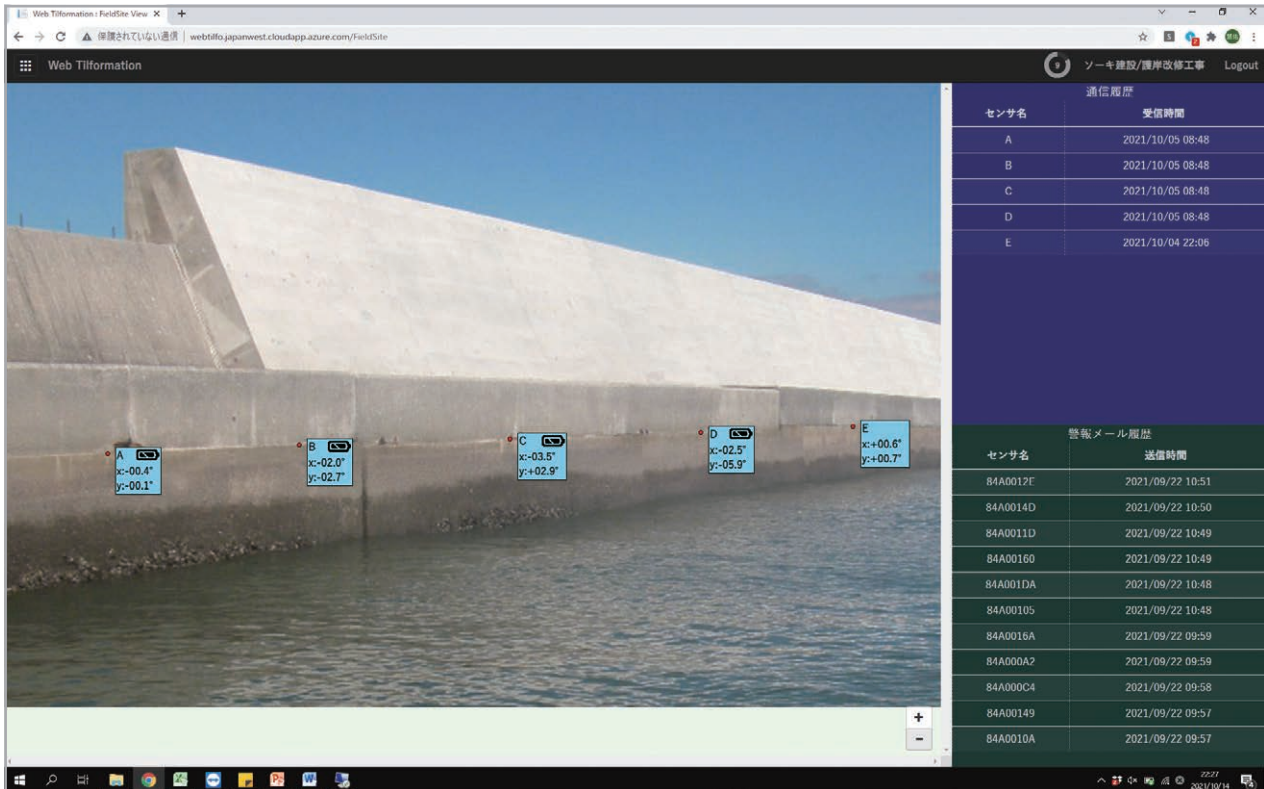 Web Tilformation : FieldSite View
保護されていない通信 | webtilfo.japanwest.cloudapp.azure.com/FieldSite
Web Tilformation
9 ソーキ建設/護岸改修工事 Logout
通信履歴
センサ名 受信時間
A 2021/10/05 08:48
B 2021/10/05 08:48
C 2021/10/05 08:48
D 2021/10/05 08:48
E 2021/10/04 22:06
A
x:-00.4°
y:-00.1°
B
x:-02.0°
y:-02.7°
C
x:-03.5°
y:+02.9°
D
x:-02.5°
y:-05.9°
E
x:+00.6°
y:+00.7°
警報メール履歴
センサ名 送信時間
84A0012E 2021/09/22 10:51
84A0014D 2021/09/22 10:50
84A0011D 2021/09/22 10:49
84A00160 2021/09/22 10:49
84A001DA 2021/09/22 10:48
84A00105 2021/09/22 10:48
84A0016A 2021/09/22 09:59
84A000A2 2021/09/22 09:59
84A000C4 2021/09/22 09:58
84A00149 2021/09/22 09:57
84A0010A 2021/09/22 09:57
+
−
22:27
2021/10/14